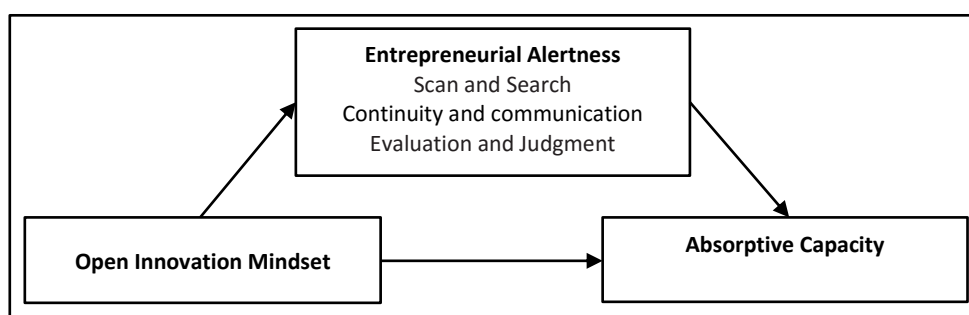 Entrepreneurial Alertness
Scan and Search
Continuity and communication
Evaluation and Judgment
Open Innovation Mindset
Absorptive Capacity